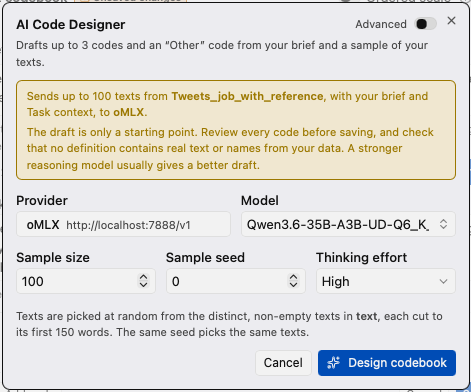 AI Code Designer
Advanced
Drafts up to 3 codes and an “Other” code from your brief and a sample of your
texts.
Sends up to 100 texts from Tweets_job_with_reference, with your brief and
Task context, to oMLX.
The draft is only a starting point. Review every code before saving, and check
that no definition contains real text or names from your data. A stronger
reasoning model usually gives a better draft.
Provider
Model
oMLX http://localhost:7888/v1
Qwen3.6-35B-A3B-UD-Q6_K_
Sample size
Sample seed
Thinking effort
100
0
High
Texts are picked at random from the distinct, non-empty texts in text, each cut to
its first 150 words. The same seed picks the same texts.
Cancel
Design codebook